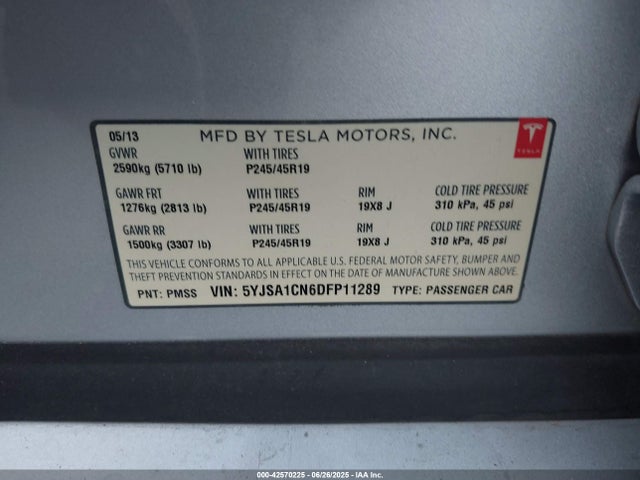 05/13 MFD BY TESLA MOTORS, INC.
TESLA
GVWR WITH TIRES
2590kg (5710 lb) P245/45R19
GAWR FRT WITH TIRES RIM COLD TIRE PRESSURE
1276kg (2813 lb) P245/45R19 19X8 J 310 kPa, 45 psi
GAWR RR WITH TIRES RIM COLD TIRE PRESSURE
1500kg (3307 lb) P245/45R19 19X8 J 310 kPa, 45 psi
THIS VEHICLE CONFORMS TO ALL APPLICABLE U.S. FEDERAL MOTOR SAFETY, BUMPER AND
THEFT STANDARDS IN EFFECT ON THE DATE OF MANUFACTURE SHOWN ABOVE.
PNT: PMSS VIN: 5YJSA1CN6DFP11289 TYPE: PASSENGER CAR
000-42570225 - 06/26/2025 - IAA Inc.